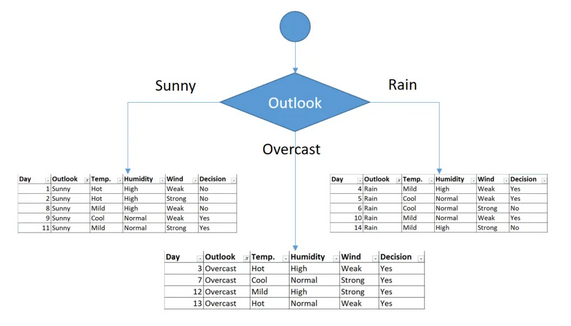 Sunny
Rain
Outlook
Overcast
Day Outlook Temp. Humidity Wind Decision
1 Sunny Hot High Weak No
2 Sunny Hot High Strong No
8 Sunny Mild High Weak No
9 Sunny Cool Normal Weak Yes
11 Sunny Mild Normal Strong Yes
Day Outlook Temp. Humidity Wind Decision
4 Rain Mild High Weak Yes
5 Rain Cool Normal Weak Yes
6 Rain Cool Normal Strong No
10 Rain Mild Normal Weak Yes
14 Rain Mild High Strong No
Day Outlook Temp. Humidity Wind Decision
3 Overcast Hot High Weak Yes
7 Overcast Cool Normal Strong Yes
12 Overcast Mild High Strong Yes
13 Overcast Hot Normal Weak Yes